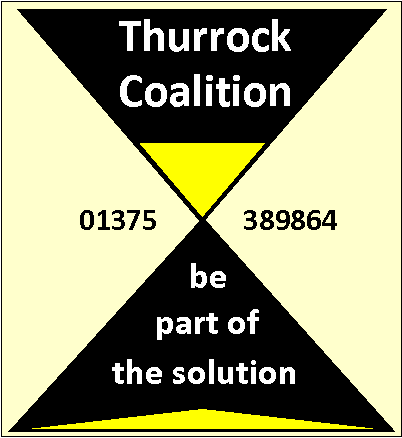 Thurrock
Coalition
01375 389864
be
part of
the solution